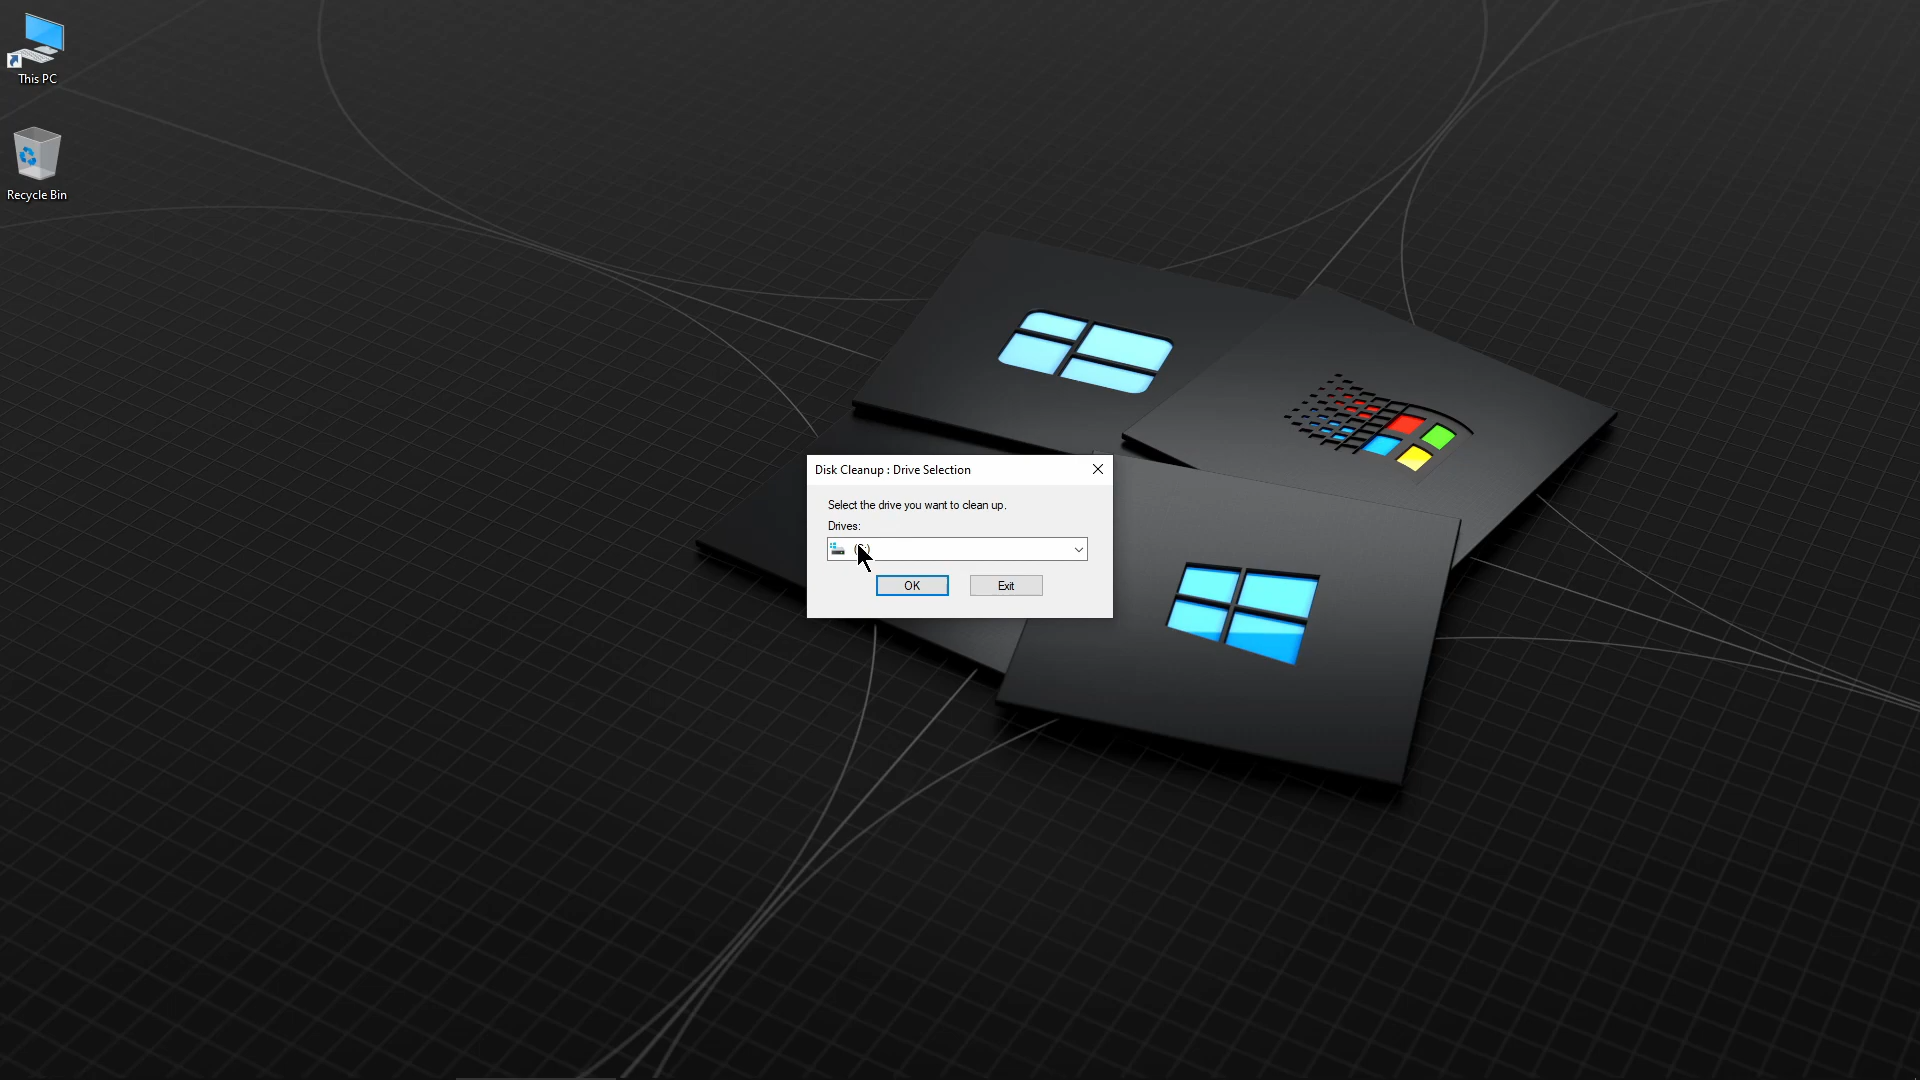 This PC
Recycle Bin
Disk Cleanup : Drive Selection
Select the drive you want to clean up.
Drives:
OK
Exit